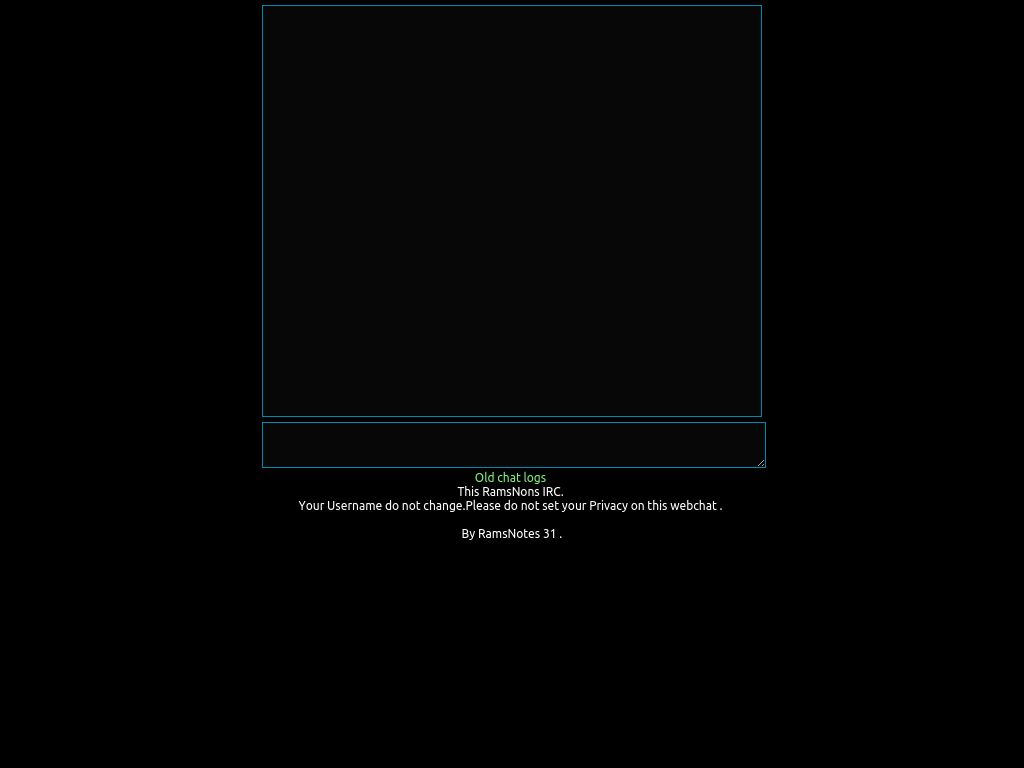 Old chat logs
This RamsNons IRC.
Your Username do not change.Please do not set your Privacy on this webchat .
By RamsNotes 31 .